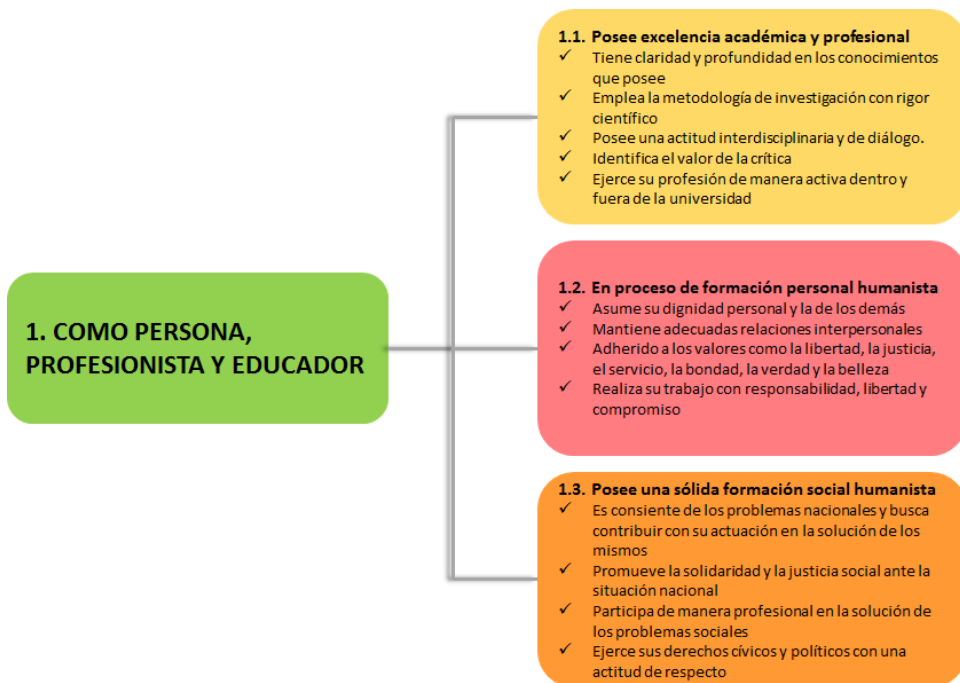 1. COMO PERSONA,
PROFESIONISTA Y EDUCADOR
1.1. Posee excelencia académica y profesional
✓ Tiene claridad y profundidad en los conocimientos
que posee
✓ Emplea la metodología de investigación con rigor
científico
✓ Posee una actitud interdisciplinaria y de diálogo.
✓ Identifica el valor de la crítica
✓ Ejerce su profesión de manera activa dentro y
fuera de la universidad
1.2. En proceso de formación personal humanista
✓ Asume su dignidad personal y la de los demás
✓ Mantiene adecuadas relaciones interpersonales
✓ Adherido a los valores como la libertad, la justicia,
el servicio, la bondad, la verdad y la belleza
✓ Realiza su trabajo con responsabilidad, libertad y
compromiso
1.3. Posee una sólida formación social humanista
✓ Es consiente de los problemas nacionales y busca
contribuir con su actuación en la solución de los
mismos
✓ Promueve la solidaridad y la justicia social ante la
situación nacional
✓ Participa de manera profesional en la solución de
los problemas sociales
✓ Ejerce sus derechos cívicos y políticos con una
actitud de respecto